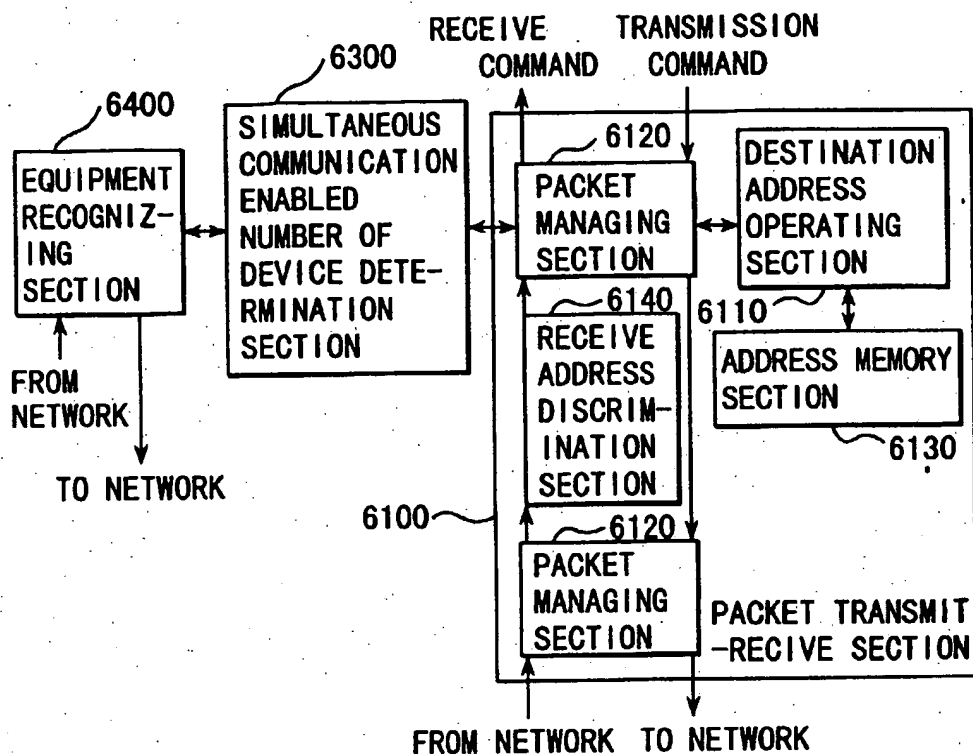 RECEIVE
COMMAND
TRANSMISSION
COMMAND
6300
6400
SIMULTANEOUS
COMMUNICATION
ENABLED
NUMBER OF
DEVICE DETE-
RMINATION
SECTION
EQUIPMENT
RECOGNIZ-
ING
SECTION
FROM
NETWORK
TO NETWORK
6120
PACKET
MANAGING
SECTION
DESTINATION
ADDRESS
OPERATING
SECTION
6110
6140
RECEIVE
ADDRESS
DISCRIM-
INATION
SECTION
ADDRESS MEMORY
SECTION
6130
6100
6120
PACKET
MANAGING
SECTION
PACKET TRANSMIT
-RECIVE SECTION
FROM NETWORK
TO NETWORK